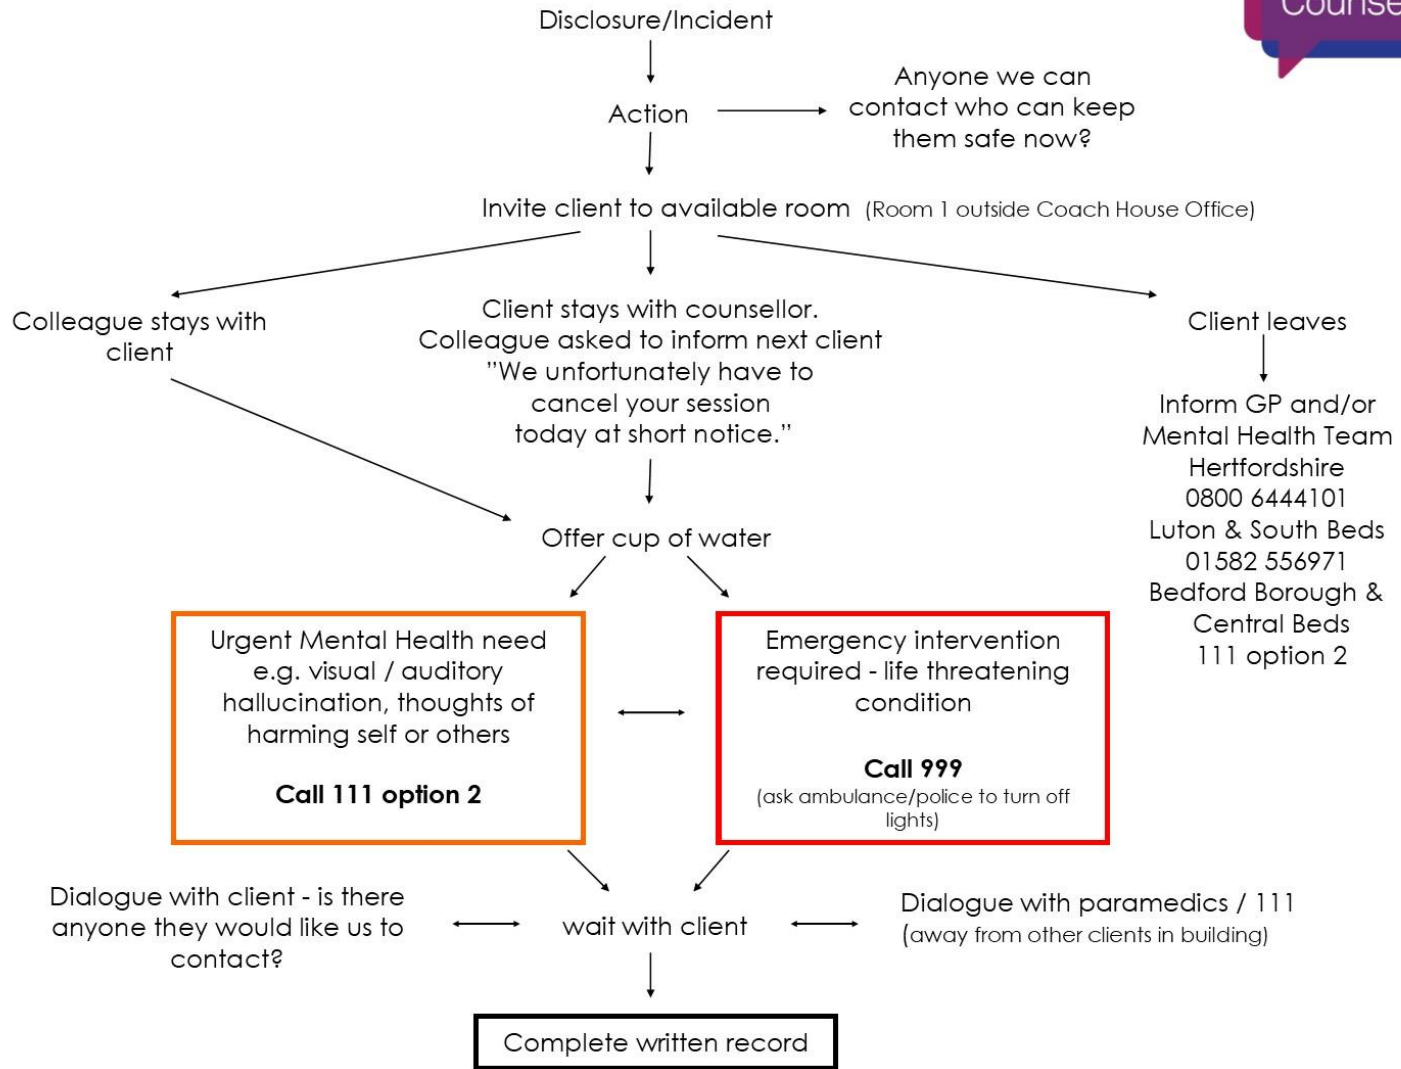 Counse
Disclosure/Incident
Action
Anyone we can
contact who can keep
them safe now?
Invite client to available room (Room 1 outside Coach House Office)
Colleague stays with
client
Client stays with counsellor.
Colleague asked to inform next client
"We unfortunately have to
cancel your session
today at short notice."
Client leaves
Inform GP and/or
Mental Health Team
Hertfordshire
0800 6444101
Luton & South Beds
01582 556971
Bedford Borough &
Central Beds
111 option 2
Offer cup of water
Urgent Mental Health need
e.g. visual / auditory
hallucination, thoughts of
harming self or others
Call 111 option 2
Emergency intervention
required - life threatening
condition
Call 999
(ask ambulance/police to turn off
lights)
Dialogue with client - is there
anyone they would like us to
contact?
wait with client
Dialogue with paramedics / 111
(away from other clients in building)
Complete written record